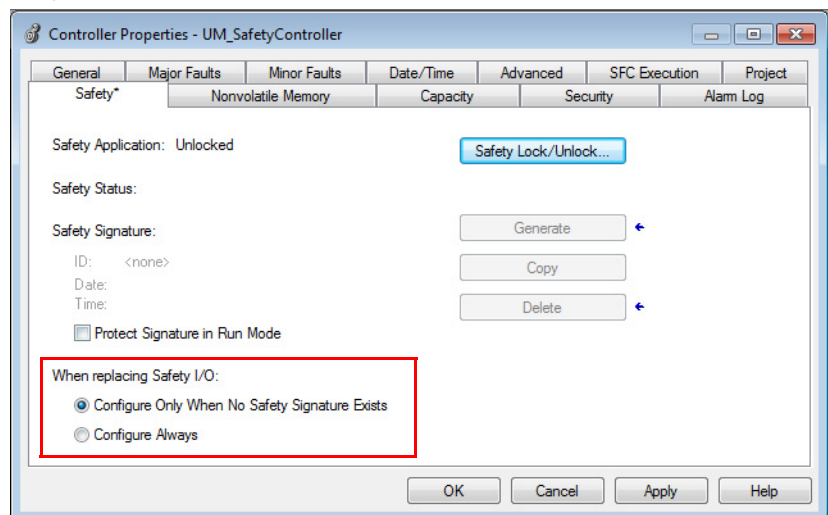 Controller Properties - UM_SafetyController
General Major Faults Minor Faults Date/Time Advanced SFC Execution Project
Safety* Nonvolatile Memory Capacity Security Alarm Log
Safety Application: Unlocked Safety Lock/Unlock...
Safety Status:
Safety Signature: Generate
ID: <none> Copy
Date:
Time: Delete
Protect Signature in Run Mode
When replacing Safety I/O:
Configure Only When No Safety Signature Exists
Configure Always
OK Cancel Apply Help